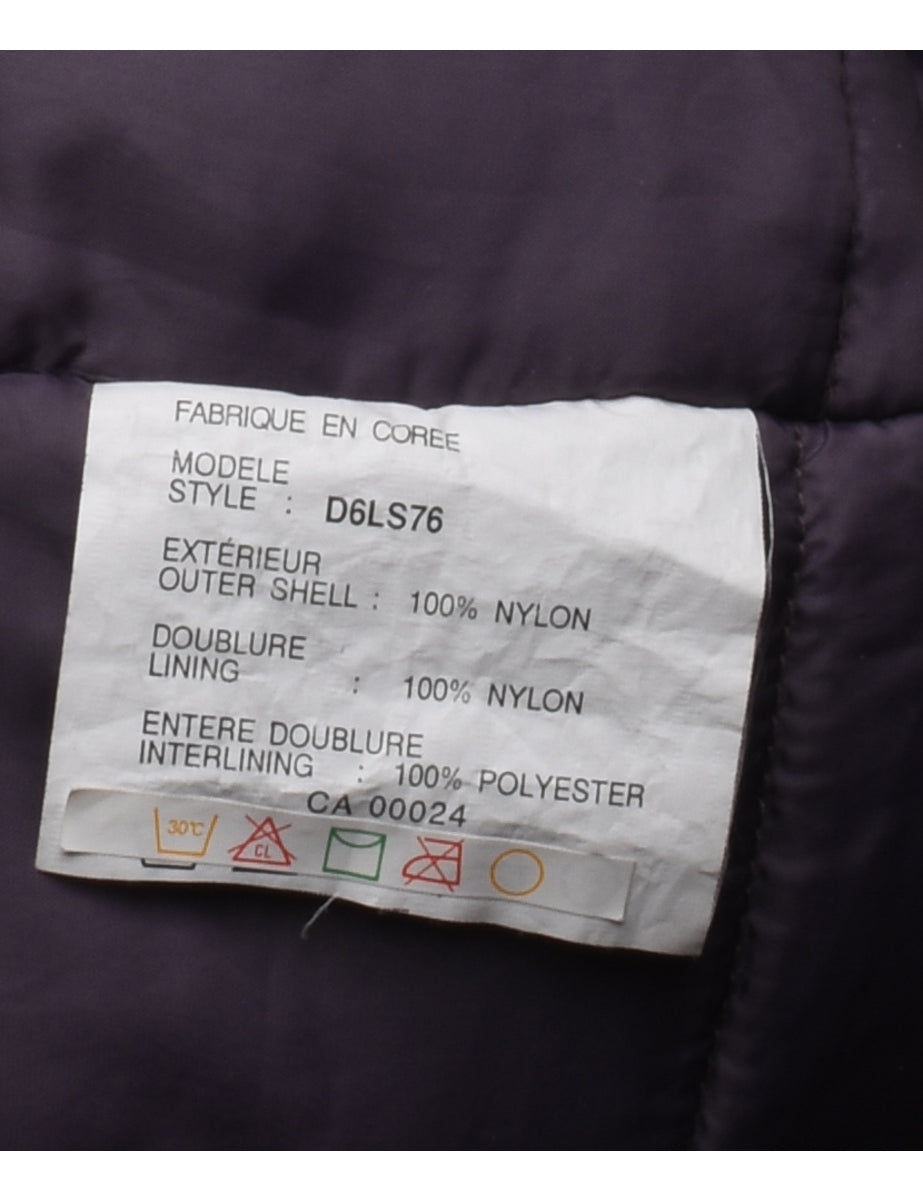 FABRIQUE EN COREE
MODELE
STYLE : D6LS76
EXTÉRIEUR
OUTER SHELL : 100% NYLON
DOUBLURE
LINING : 100% NYLON
ENTERE DOUBLURE
INTERLINING : 100% POLYESTER
CA 00024
30℃ CL